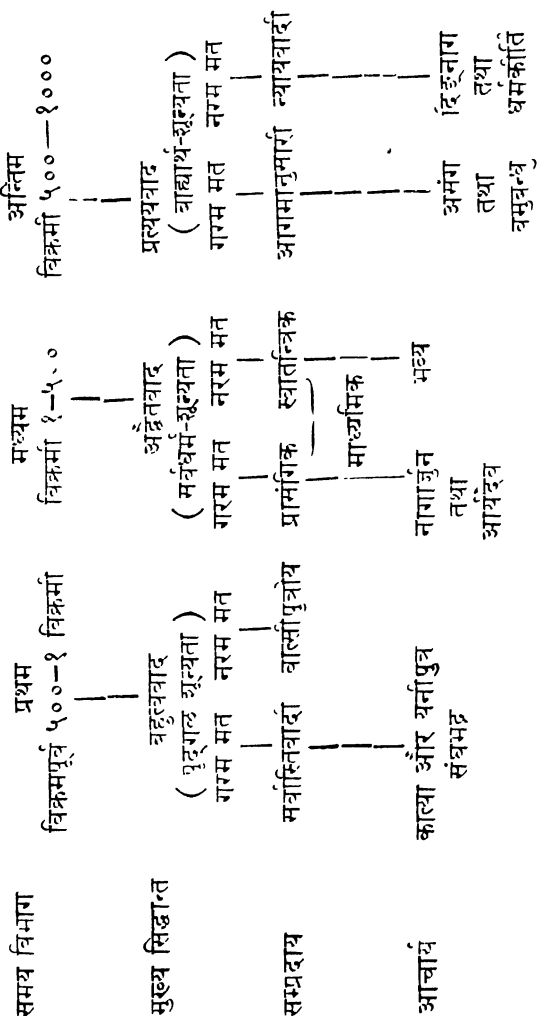 समय विभाग प्रथम मध्यम अन्तिम
विक्रमपूर्व ५००–१ विक्रमी विक्रमी १–५०० विक्रमी ५००—१०००
मुख्य सिद्धान्त बहुत्ववाद अद्वैतवाद प्रत्ययवाद
( पुद्गल शून्यता ) ( सर्वधर्म-शून्यता ) ( बाह्यार्थ-शून्यता )
गरम मत नरम मत गरम मत नरम मत गरम मत नरम मत
सम्प्रदाय सर्वास्तिवादी वात्सीपुत्रीय प्रासंगिक स्वातन्त्रिक आगमानुसारी न्यायवादी
माध्यमिक
आचार्य कात्या और यनीपुत्र नागार्जुन भव्य असंग दिङ्नाग
संघभद्र तथा तथा तथा
आर्यदेव वसुबन्धु धर्मकीर्ति